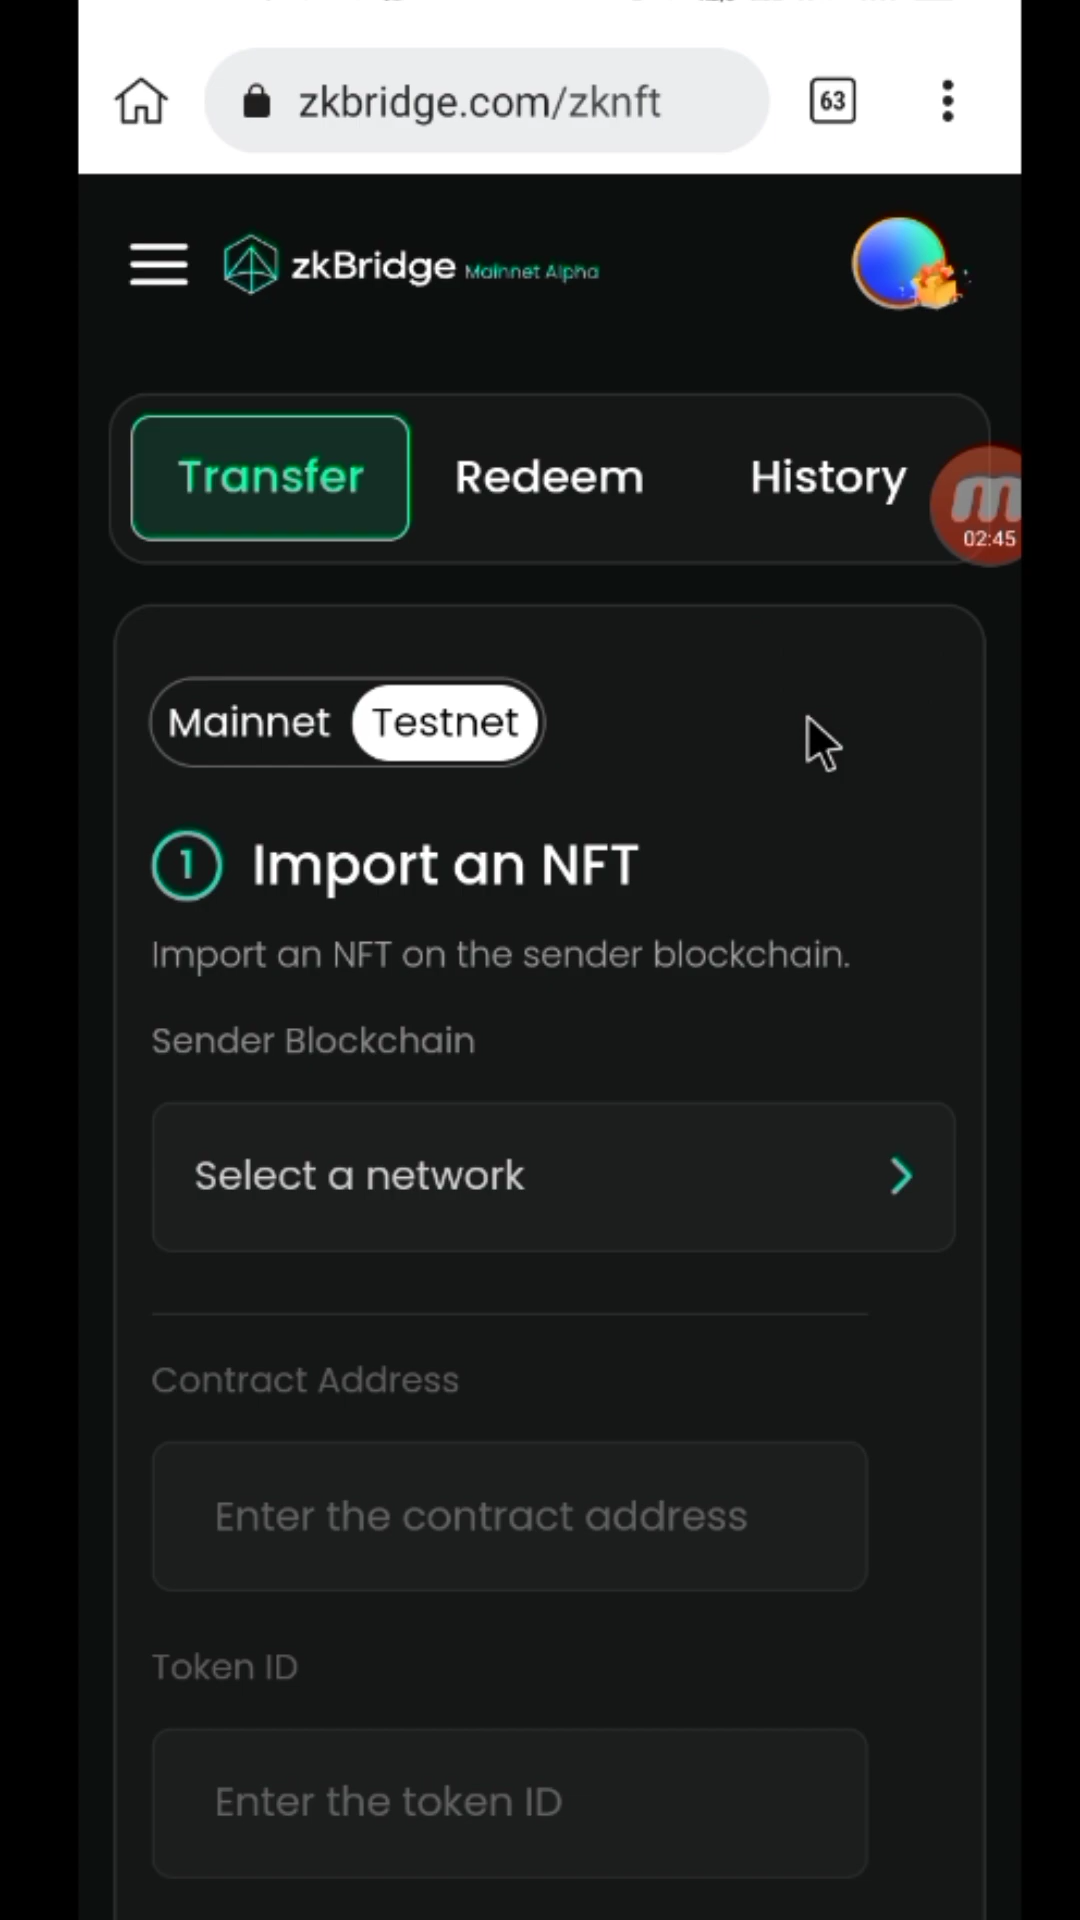 zkbridge.com/zknft
63
zkBridge Mainnet Alpha
Transfer
Redeem
History
02:45
Mainnet
Testnet
1
Import an NFT
Import an NFT on the sender blockchain.
Sender Blockchain
Select a network
Contract Address
Enter the contract address
Token ID
Enter the token ID